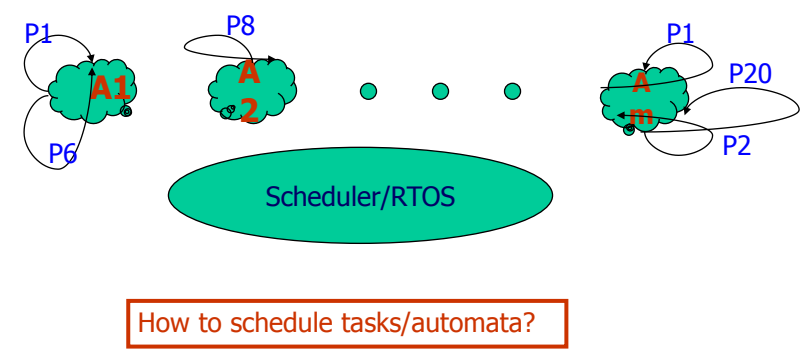 P1 P8 P1
A1 A 2 A m P20
P6 P2
Scheduler/RTOS
How to schedule tasks/automata?